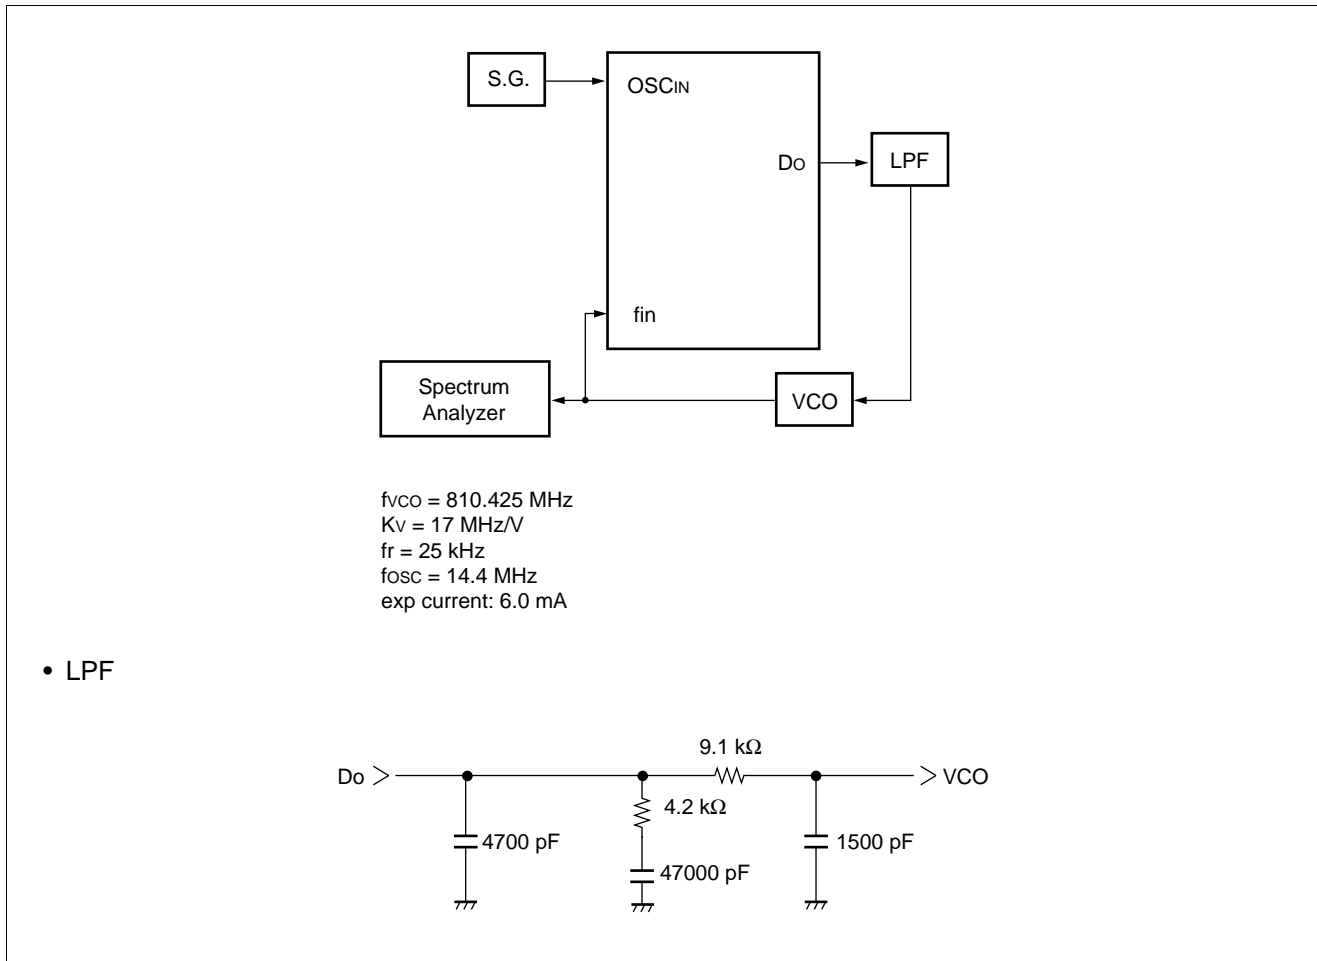 S.G.
OSCIN
DO
LPF
fin
Spectrum
Analyzer
VCO
fVCO = 810.425 MHz
KV = 17 MHz/V
fr = 25 kHz
fOSC = 14.4 MHz
exp current: 6.0 mA
• LPF
9.1 kΩ
Do
VCO
4.2 kΩ
4700 pF
1500 pF
47000 pF